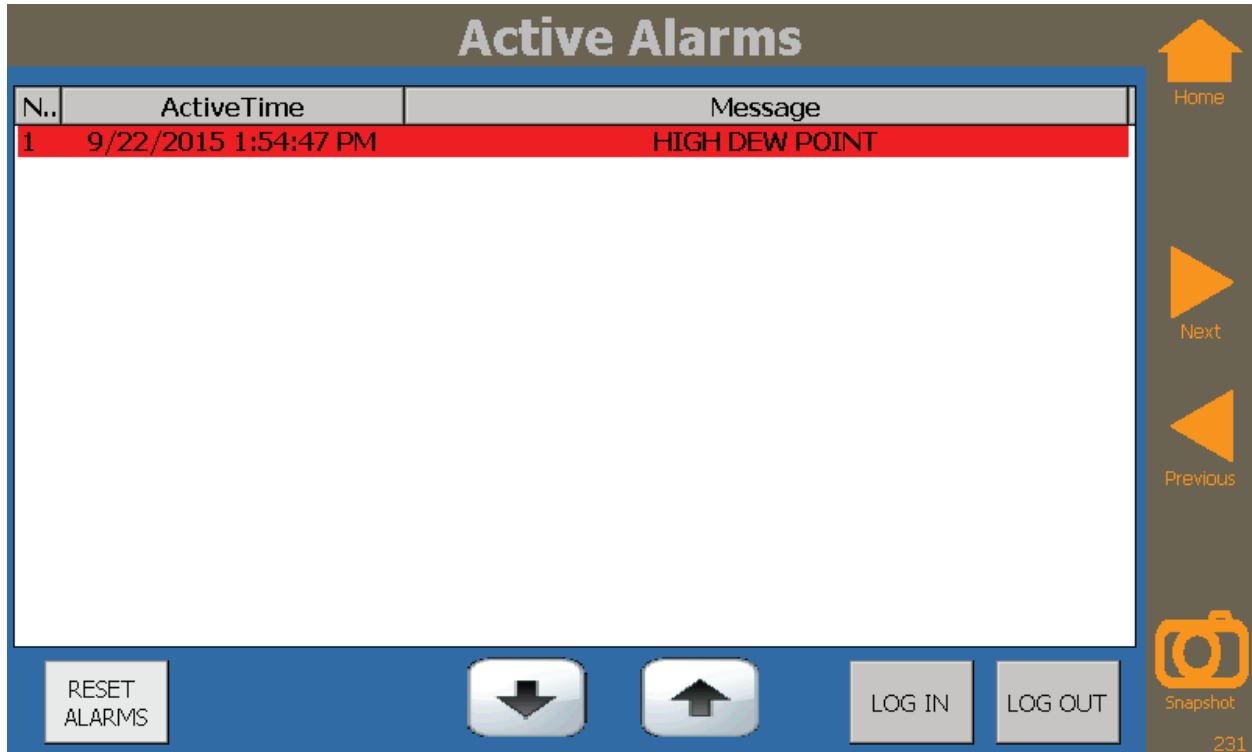 Active Alarms
Home
N.. ActiveTime Message
1 9/22/2015 1:54:47 PM HIGH DEW POINT
Next
Previous
RESET
ALARMS
LOG IN
LOG OUT
Snapshot
231